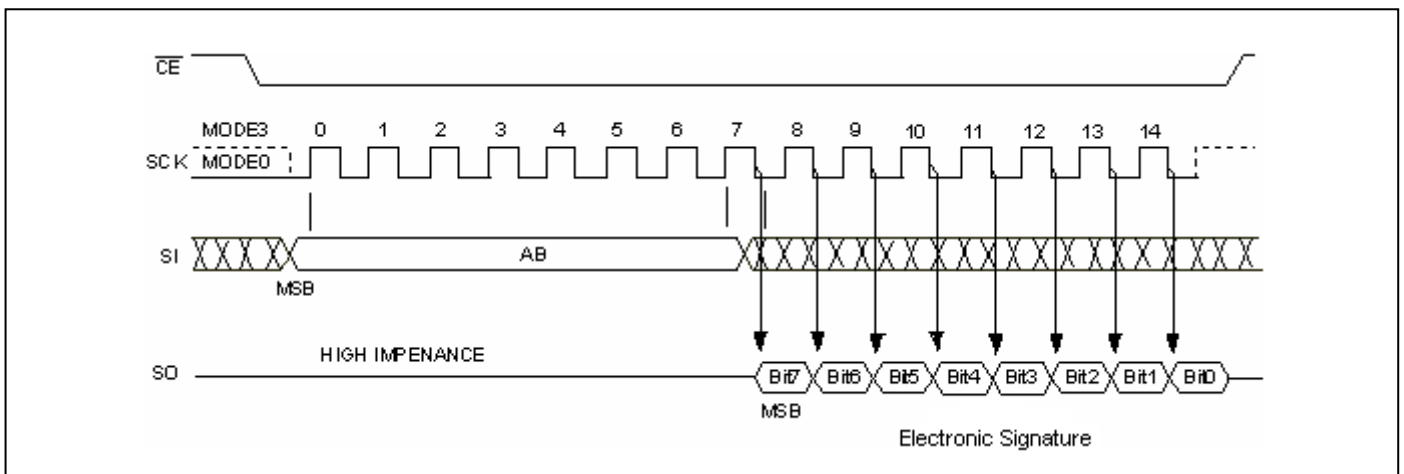 CE
MODE3 0 1 2 3 4 5 6 7 8 9 10 11 12 13 14
SCK MODE0
SI AB
MSB
HIGH IMPENANCE
SO Bit7 Bit6 Bit5 Bit4 Bit3 Bit2 Bit1 Bit0
MSB
Electronic Signature